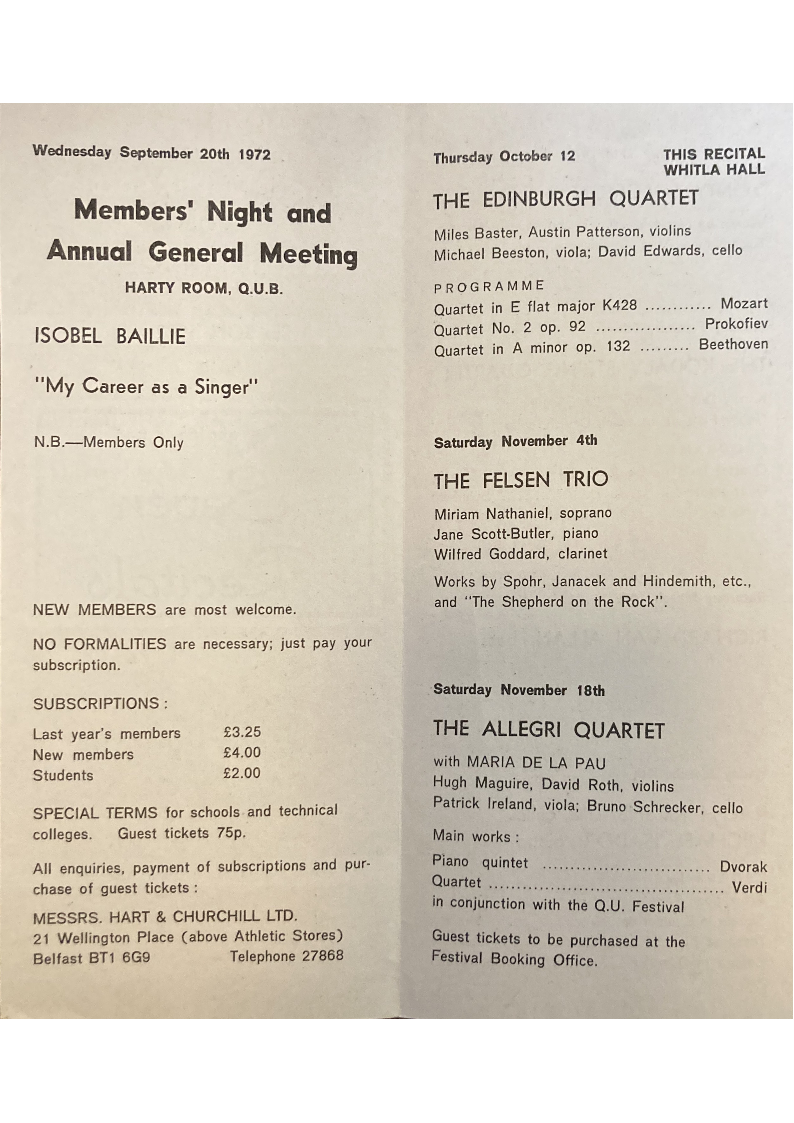 Wednesday September 20th 1972
Members' Night and
Annual General Meeting
HARTY ROOM, Q.U.B.
ISOBEL BAILLIE
"My Career as a Singer"
N.B.—Members Only
NEW MEMBERS are most welcome.
NO FORMALITIES are necessary; just pay your
subscription.
SUBSCRIPTIONS :
Last year's members £3.25
New members £4.00
Students £2.00
SPECIAL TERMS for schools and technical
colleges. Guest tickets 75p.
All enquiries, payment of subscriptions and pur-
chase of guest tickets :
MESSRS. HART & CHURCHILL LTD.
21 Wellington Place (above Athletic Stores)
Belfast BT1 6G9 Telephone 27868
Thursday October 12 THIS RECITAL
WHITLA HALL
THE EDINBURGH QUARTET
Miles Baster, Austin Patterson, violins
Michael Beeston, viola; David Edwards, cello
PROGRAMME
Quartet in E flat major K428 ............ Mozart
Quartet No. 2 op. 92 .................. Prokofiev
Quartet in A minor op. 132 ......... Beethoven
Saturday November 4th
THE FELSEN TRIO
Miriam Nathaniel, soprano
Jane Scott-Butler, piano
Wilfred Goddard, clarinet
Works by Spohr, Janacek and Hindemith, etc.,
and "The Shepherd on the Rock".
Saturday November 18th
THE ALLEGRI QUARTET
with MARIA DE LA PAU
Hugh Maguire, David Roth, violins
Patrick Ireland, viola; Bruno Schrecker, cello
Main works :
Piano quintet .............................. Dvorak
Quartet .......................................... Verdi
in conjunction with the Q.U. Festival
Guest tickets to be purchased at the
Festival Booking Office.